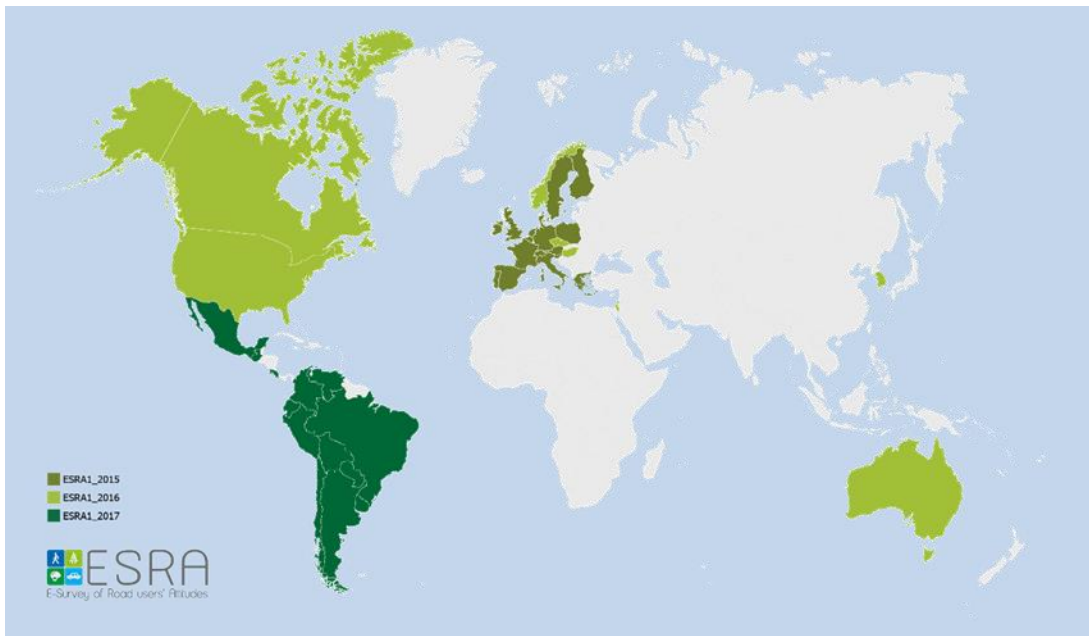 ESRA1_2015
ESRA1_2016
ESRA1_2017
ESRA
E-Survey of Road users' Attitudes